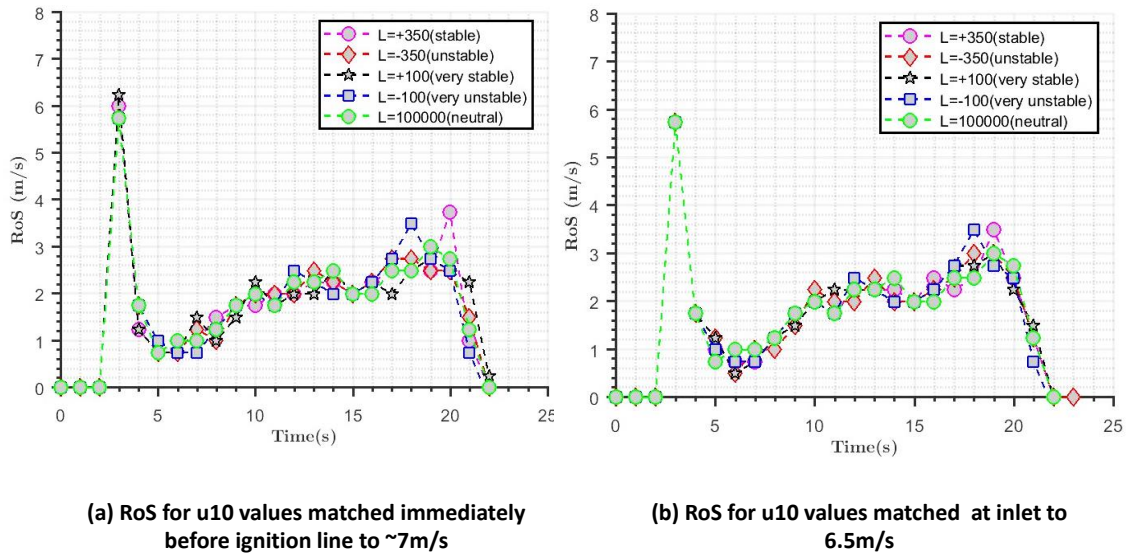 8
7
6
5
4
3
2
1
0
RoS (m/s)
0 5 10 15 20 25
Time(s)
L=+350(stable)
L=-350(unstable)
L=+100(very stable)
L=-100(very unstable)
L=100000(neutral)
(a) RoS for u10 values matched immediately
before ignition line to ~7m/s
8
7
6
5
4
3
2
1
0
RoS (m/s)
0 5 10 15 20 25
Time(s)
L=+350(stable)
L=-350(unstable)
L=+100(very stable)
L=-100(very unstable)
L=100000(neutral)
(b) RoS for u10 values matched at inlet to
6.5m/s